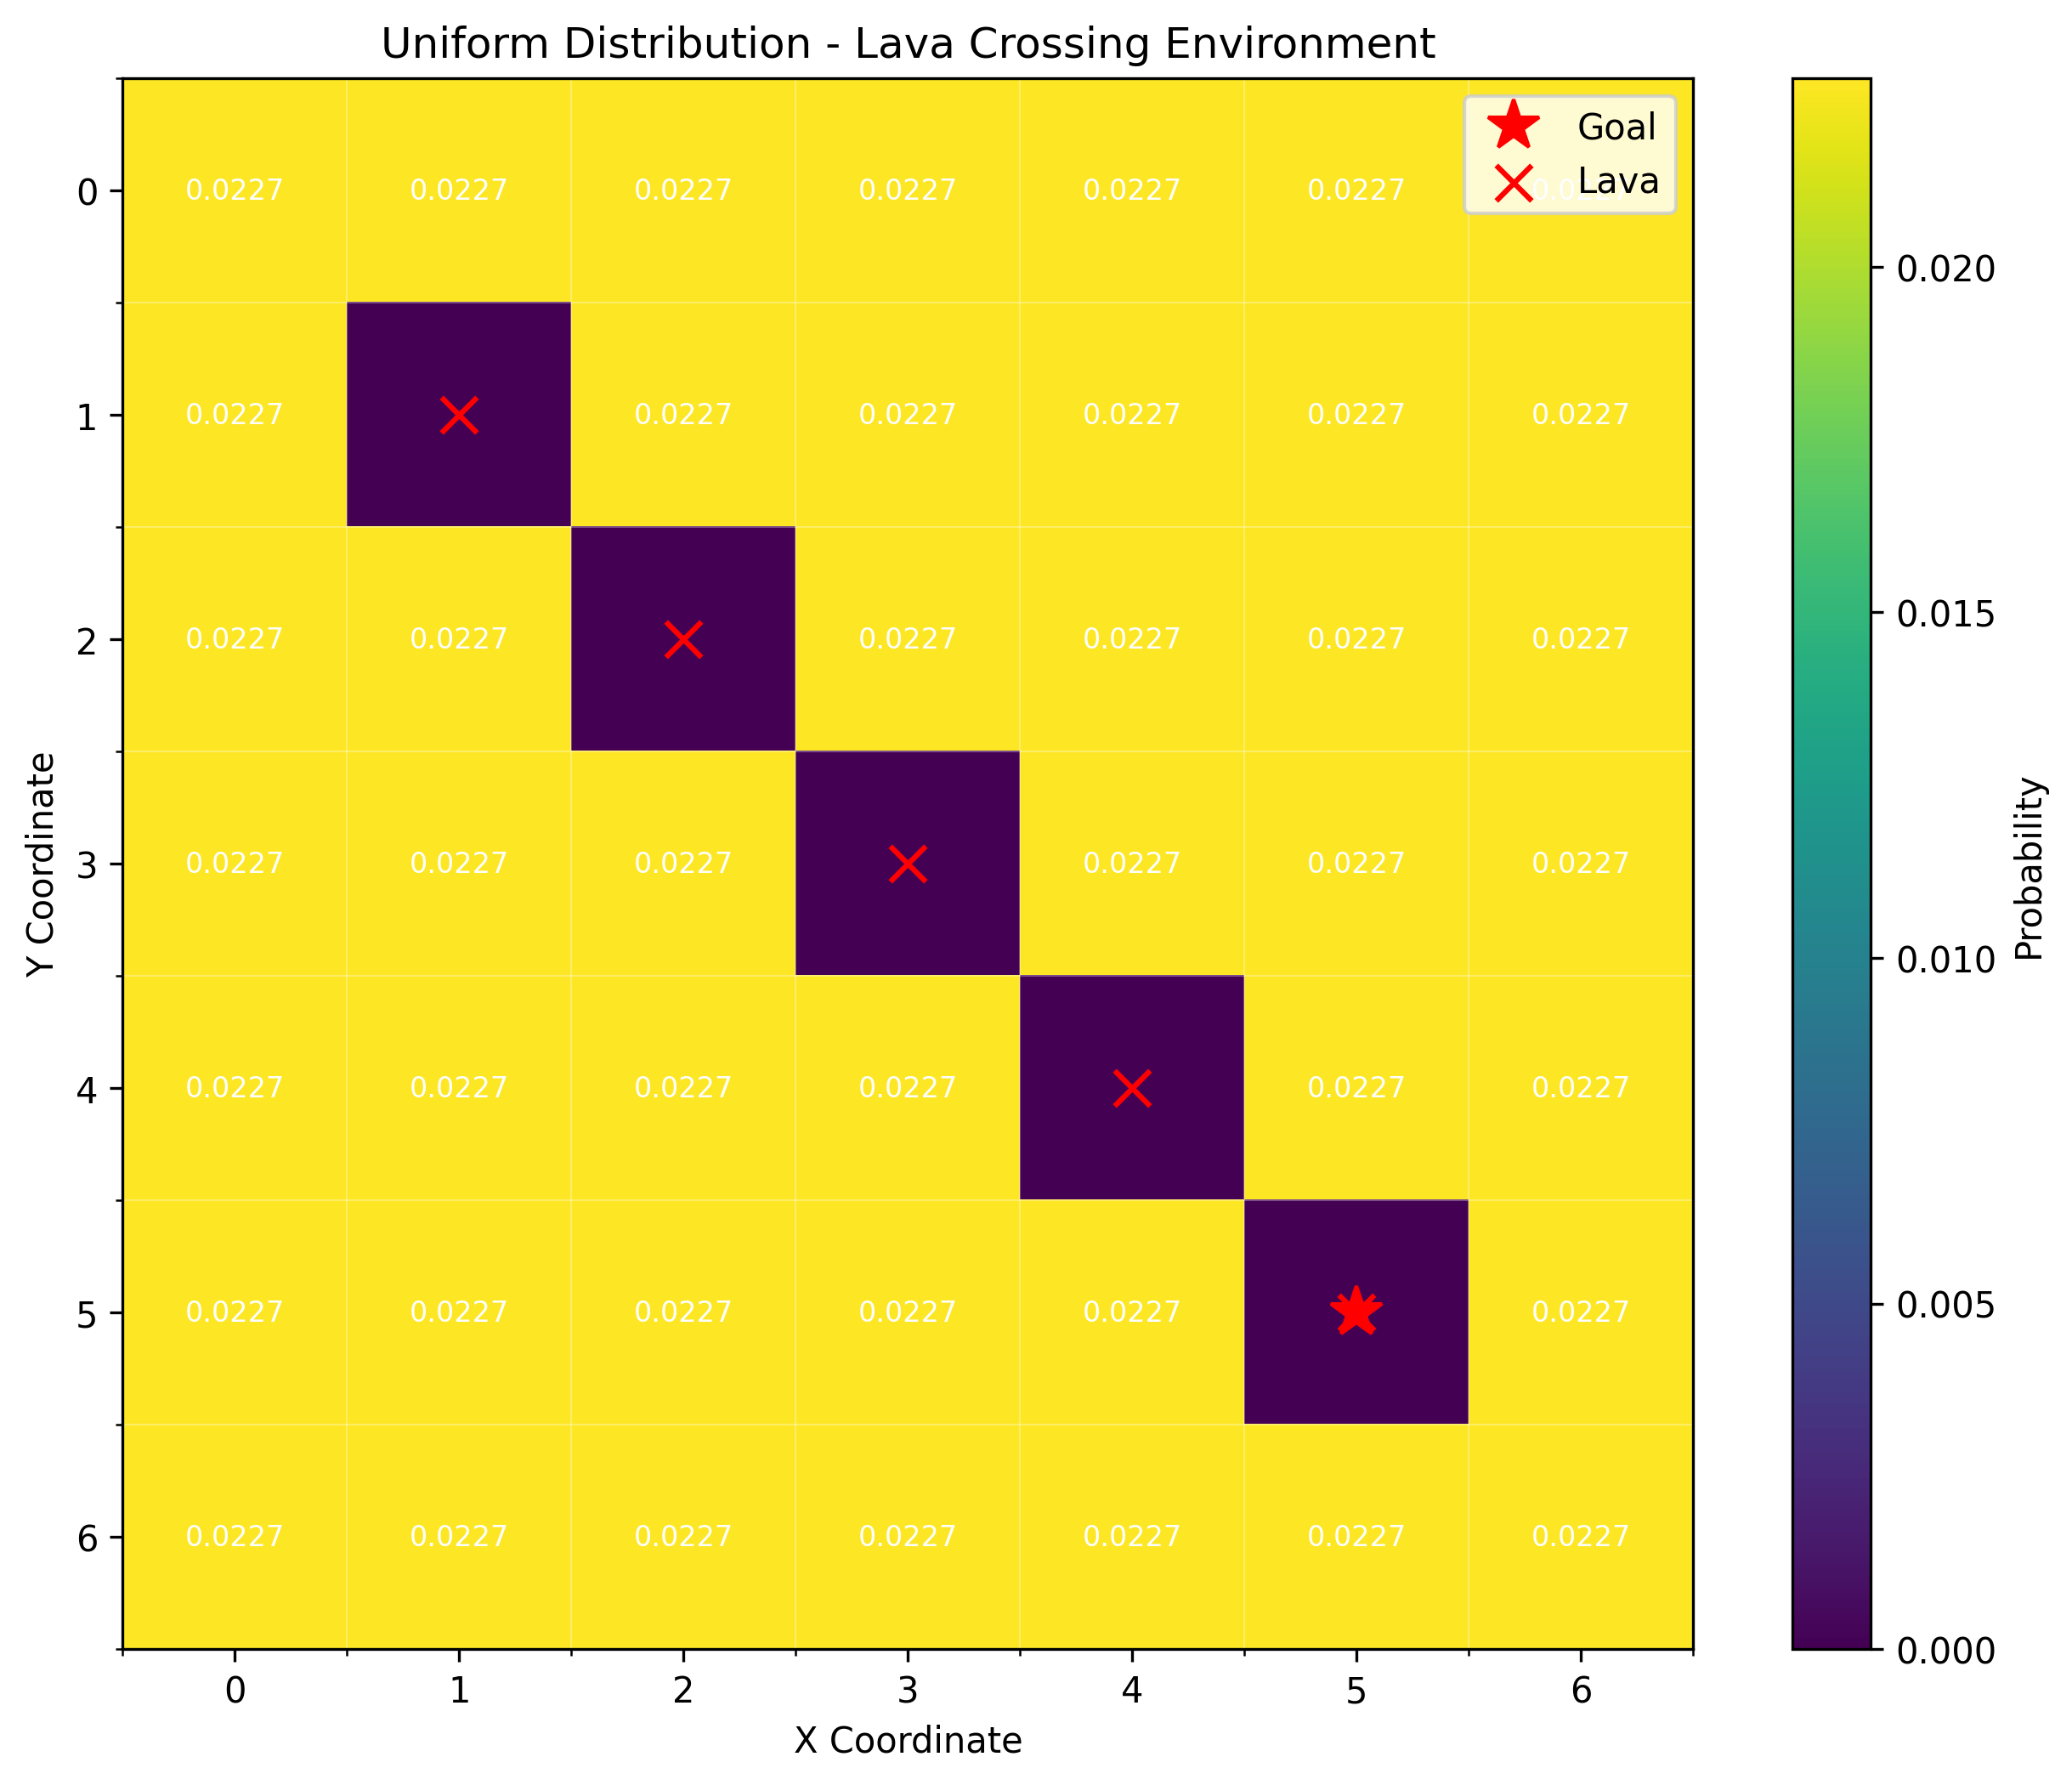 Uniform Distribution - Lava Crossing Environment
Goal
Lava
0 0.0227 0.0227 0.0227 0.0227 0.0227 0.0227 0.0227
1 0.0227 0.0227 0.0227 0.0227 0.0227 0.0227
2 0.0227 0.0227 0.0227 0.0227 0.0227 0.0227
3 0.0227 0.0227 0.0227 0.0227 0.0227 0.0227
4 0.0227 0.0227 0.0227 0.0227 0.0227 0.0227
5 0.0227 0.0227 0.0227 0.0227 0.0227 0.0227
6 0.0227 0.0227 0.0227 0.0227 0.0227 0.0227 0.0227
0 1 2 3 4 5 6
X Coordinate
Y Coordinate
0.020
0.015
0.010
0.005
0.000
Probability